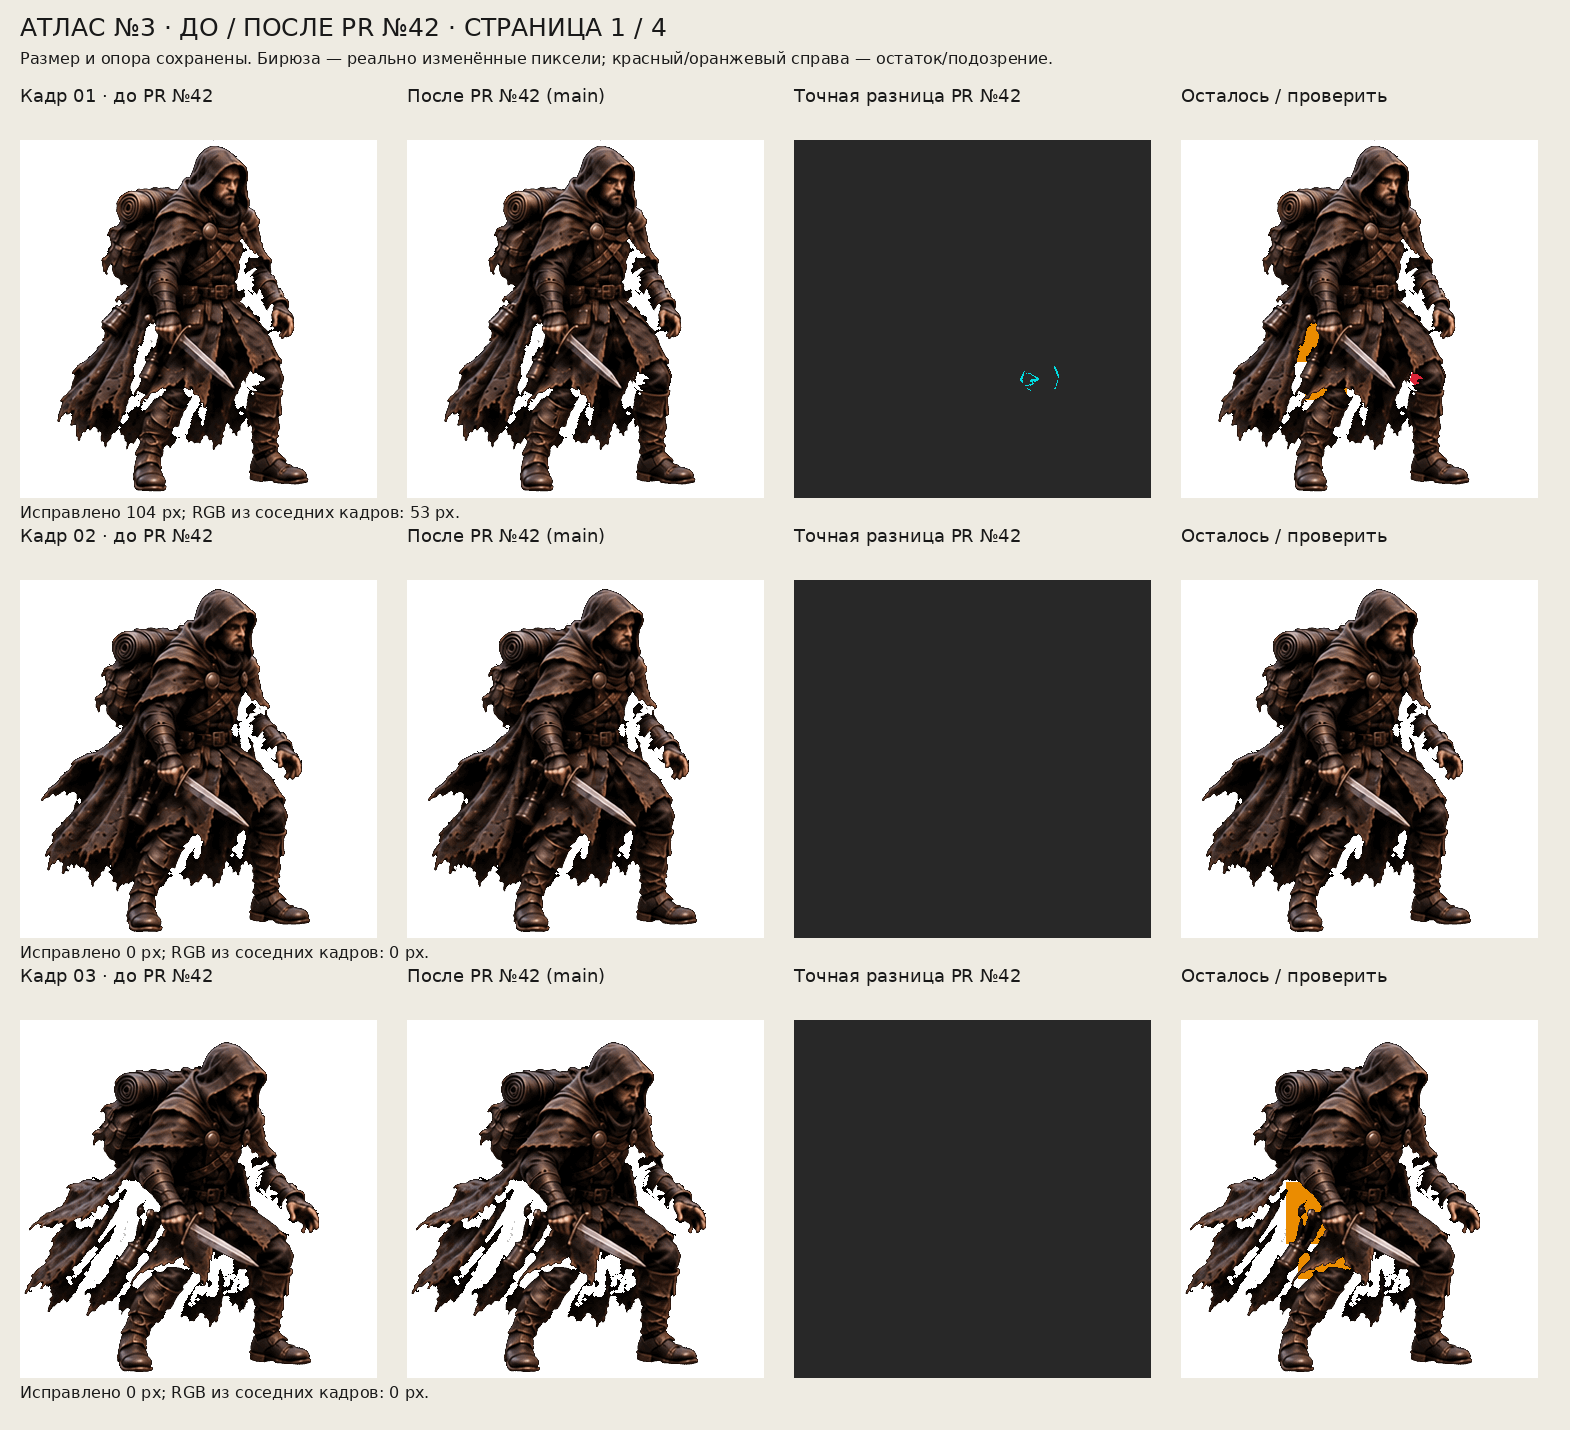 АТЛАС №3 · ДО / ПОСЛЕ PR №42 · СТРАНИЦА 1 / 4
Размер и опора сохранены. Бирюза — реально изменённые пиксели; красный/оранжевый справа — остаток/подозрение.
Кадр 01 · до PR №42
После PR №42 (main)
Точная разница PR №42
Осталось / проверить
Исправлено 104 px; RGB из соседних кадров: 53 px.
Кадр 02 · до PR №42
После PR №42 (main)
Точная разница PR №42
Осталось / проверить
Исправлено 0 px; RGB из соседних кадров: 0 px.
Кадр 03 · до PR №42
После PR №42 (main)
Точная разница PR №42
Осталось / проверить
Исправлено 0 px; RGB из соседних кадров: 0 px.